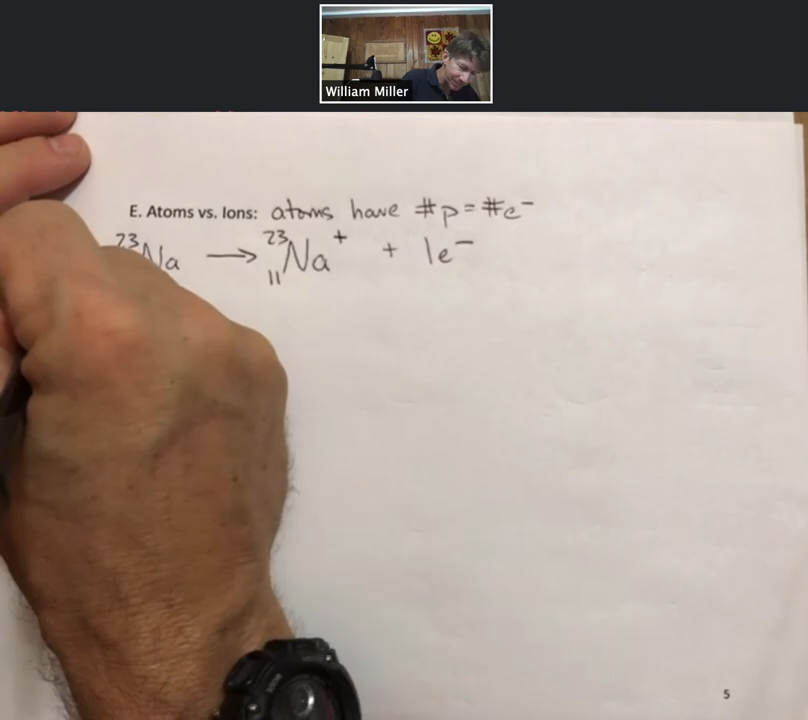 William Miller
E. Atoms vs. Ions: atoms have #p = #e⁻
²³Na → ²³₁₁Na⁺ + 1e⁻
5